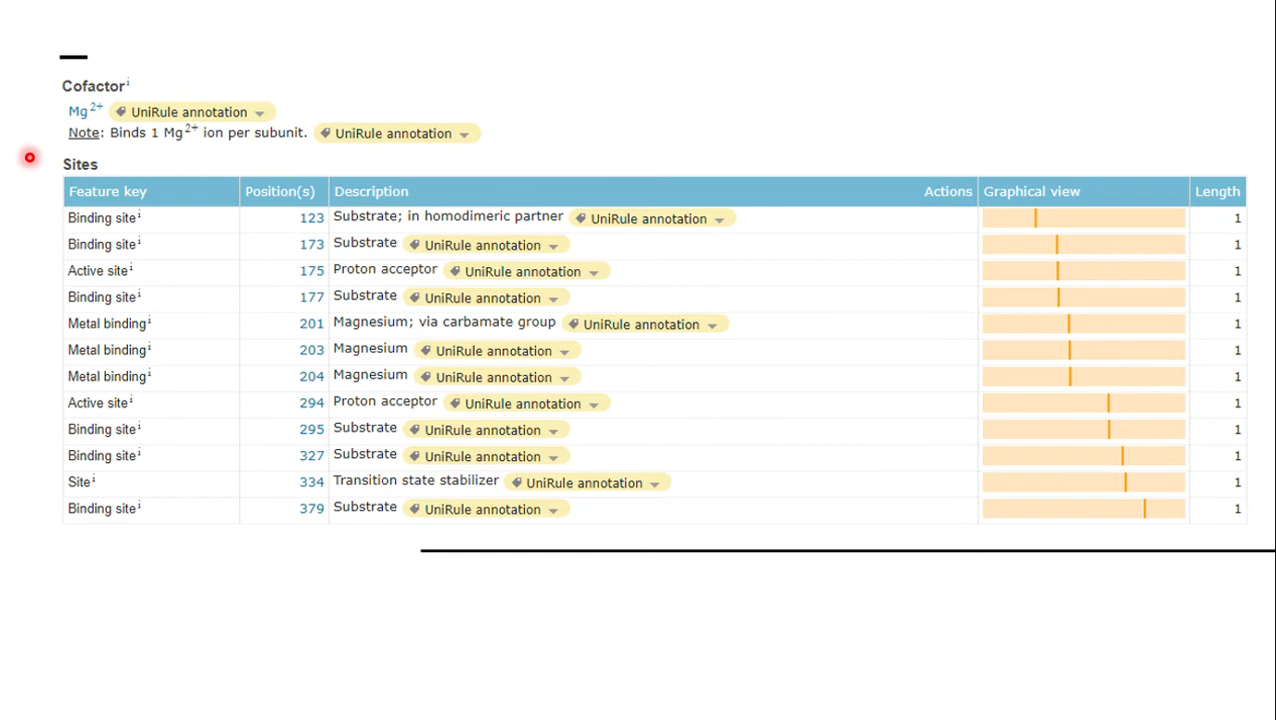 Cofactor i
Mg2+ UniRule annotation
Note: Binds 1 Mg2+ ion per subunit. UniRule annotation
Sites
Feature key Position(s) Description Actions Graphical view Length
Binding site i 123 Substrate; in homodimeric partner UniRule annotation 1
Binding site i 173 Substrate UniRule annotation 1
Active site i 175 Proton acceptor UniRule annotation 1
Binding site i 177 Substrate UniRule annotation 1
Metal binding i 201 Magnesium; via carbamate group UniRule annotation 1
Metal binding i 203 Magnesium UniRule annotation 1
Metal binding i 204 Magnesium UniRule annotation 1
Active site i 294 Proton acceptor UniRule annotation 1
Binding site i 295 Substrate UniRule annotation 1
Binding site i 327 Substrate UniRule annotation 1
Site i 334 Transition state stabilizer UniRule annotation 1
Binding site i 379 Substrate UniRule annotation 1